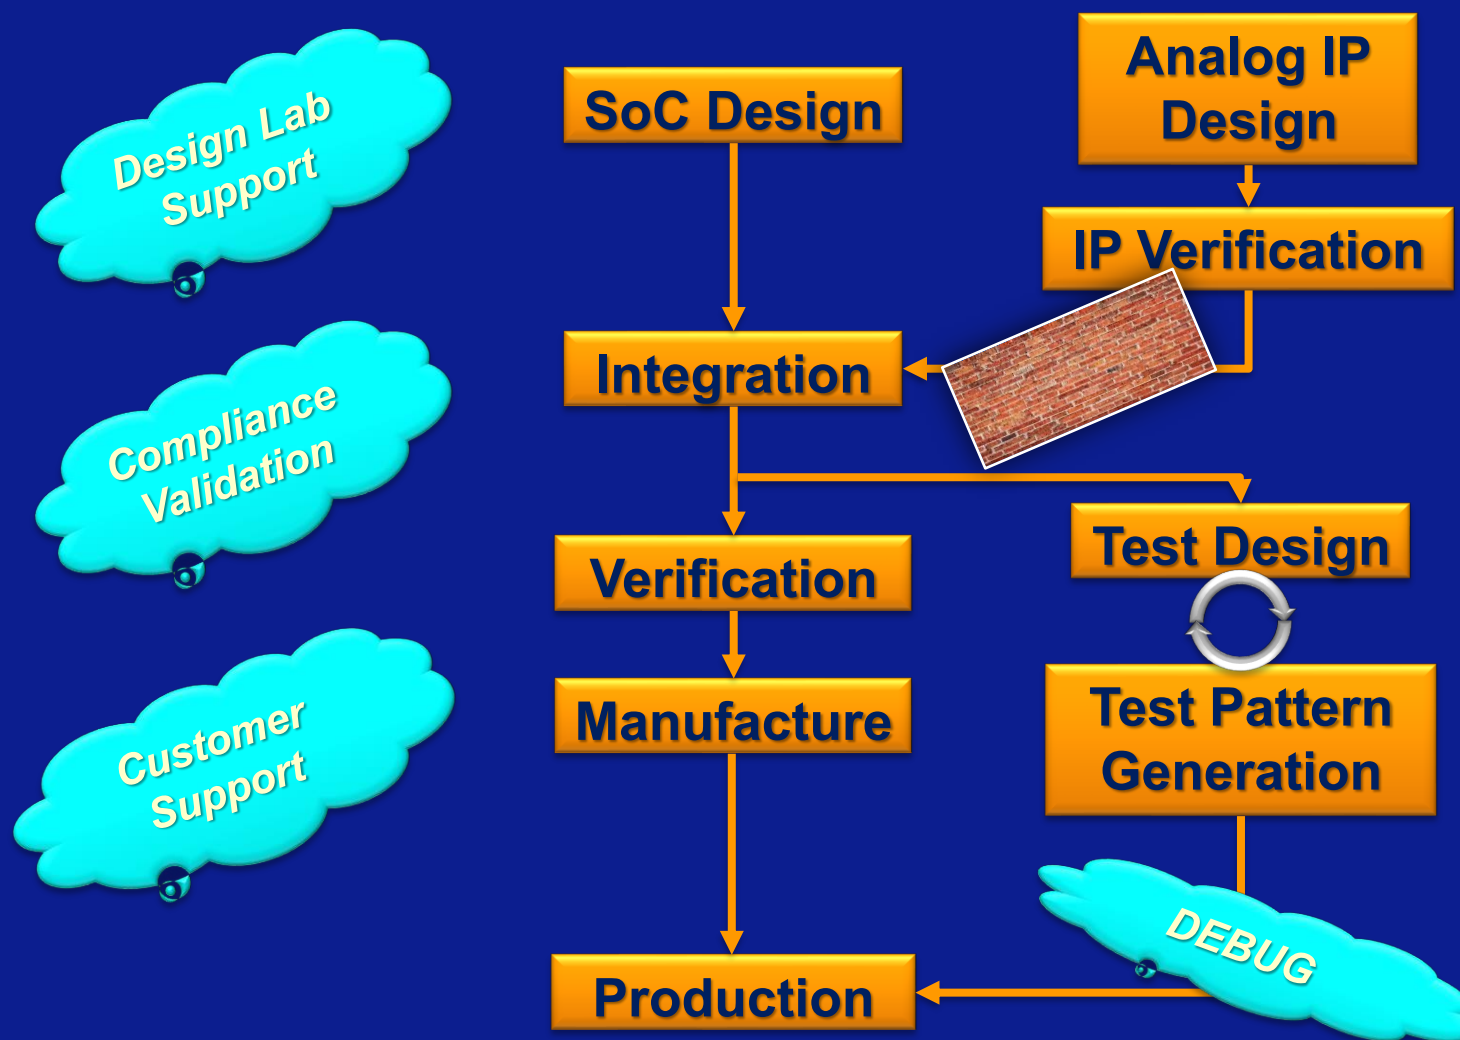 Design Lab
Support
SoC Design
Analog IP
Design
IP Verification
Integration
Compliance
Validation
Test Design
Verification
Manufacture
Test Pattern
Generation
Customer
Support
DEBUG
Production